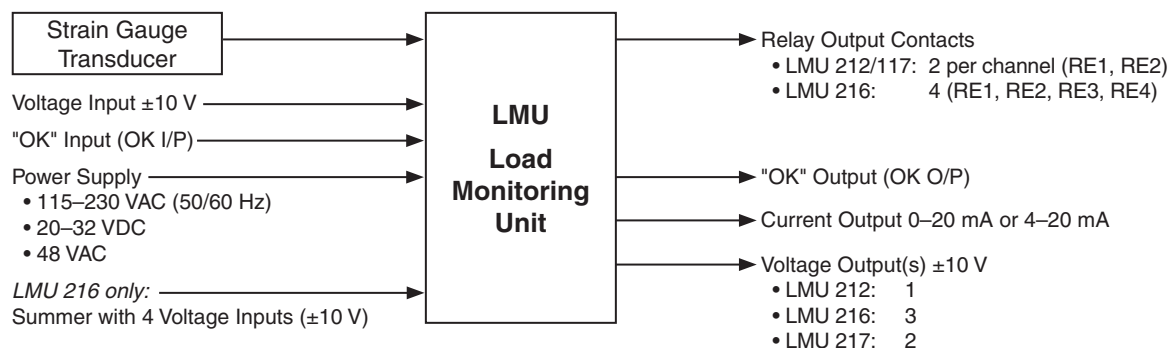 Strain Gauge
Transducer
Voltage Input ±10 V
"OK" Input (OK I/P)
Power Supply
• 115–230 VAC (50/60 Hz)
• 20–32 VDC
• 48 VAC
LMU 216 only:
Summer with 4 Voltage Inputs (±10 V)
LMU
Load
Monitoring
Unit
Relay Output Contacts
• LMU 212/117: 2 per channel (RE1, RE2)
• LMU 216: 4 (RE1, RE2, RE3, RE4)
"OK" Output (OK O/P)
Current Output 0–20 mA or 4–20 mA
Voltage Output(s) ±10 V
• LMU 212: 1
• LMU 216: 3
• LMU 217: 2